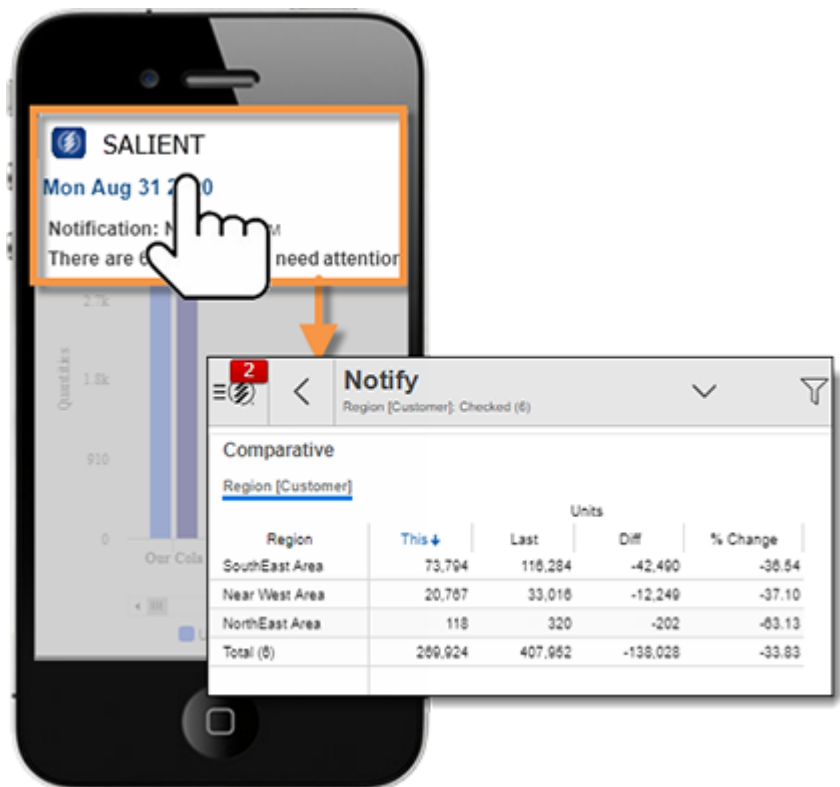 SALIENT
Mon Aug 31 2 0
Notification: N M
There are 6 need attention
2.7k
1.8k
910
0
Quantities
Our Cola
U
2
Notify
Region [Customer]: Checked (6)
Comparative
Region [Customer]
Units
Region This Last Diff % Change
SouthEast Area 73,794 116,284 -42,490 -36.54
Near West Area 20,767 33,016 -12,249 -37.10
NorthEast Area 118 320 -202 -63.13
Total (6) 269,924 407,952 -138,028 -33.83